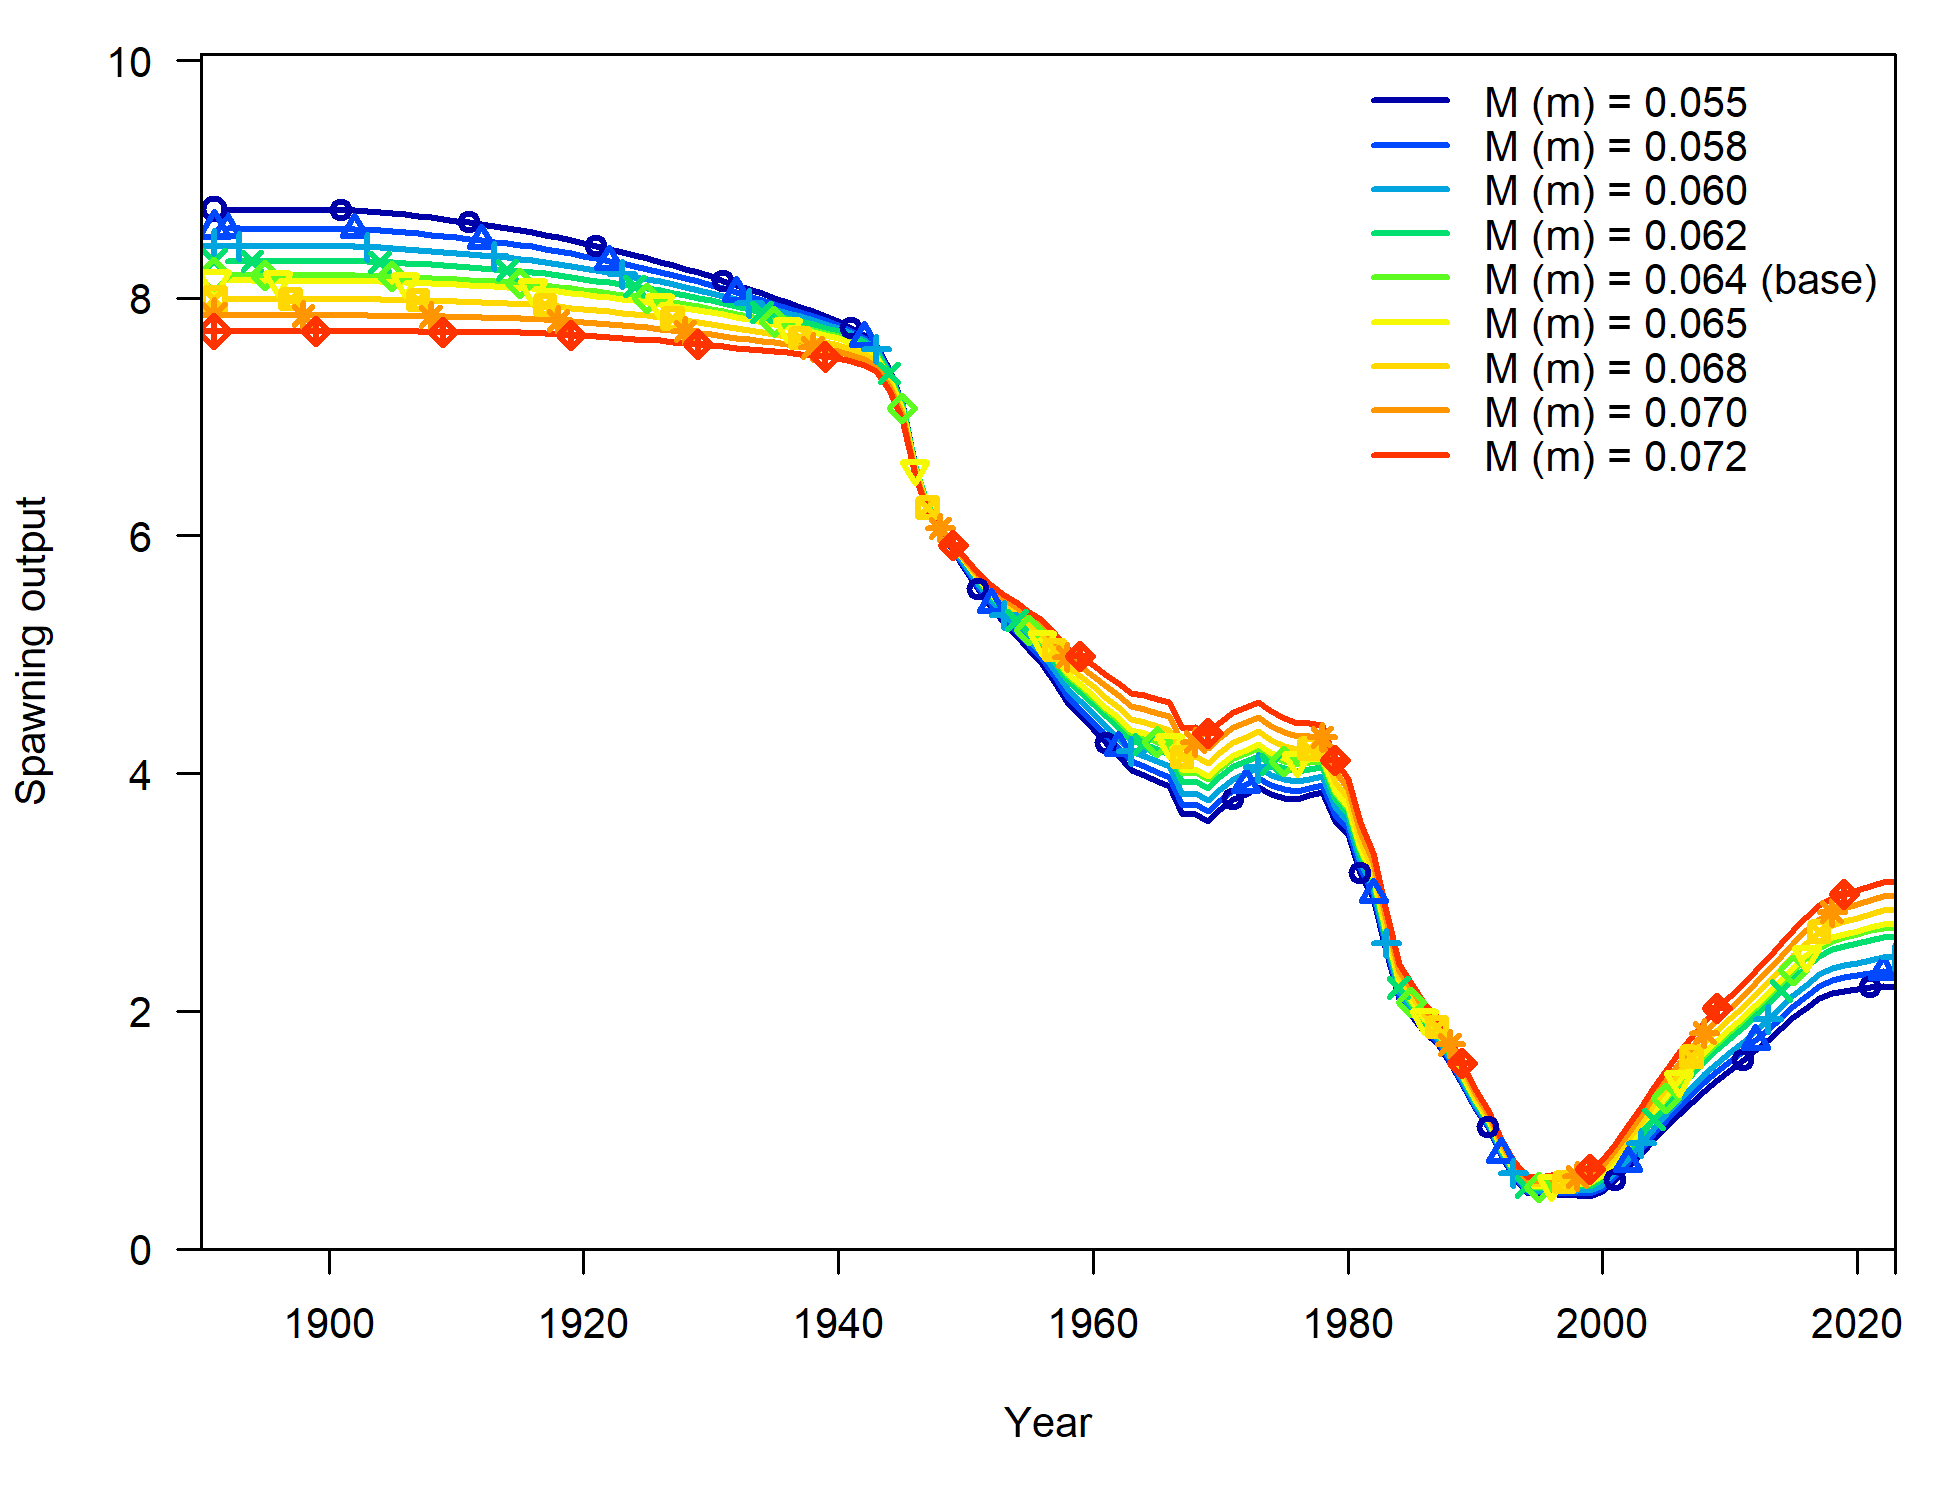 10
8
6
4
2
0
Spawning output
M (m) = 0.055
M (m) = 0.058
M (m) = 0.060
M (m) = 0.062
M (m) = 0.064 (base)
M (m) = 0.065
M (m) = 0.068
M (m) = 0.070
M (m) = 0.072
1900 1920 1940 1960 1980 2000 2020
Year